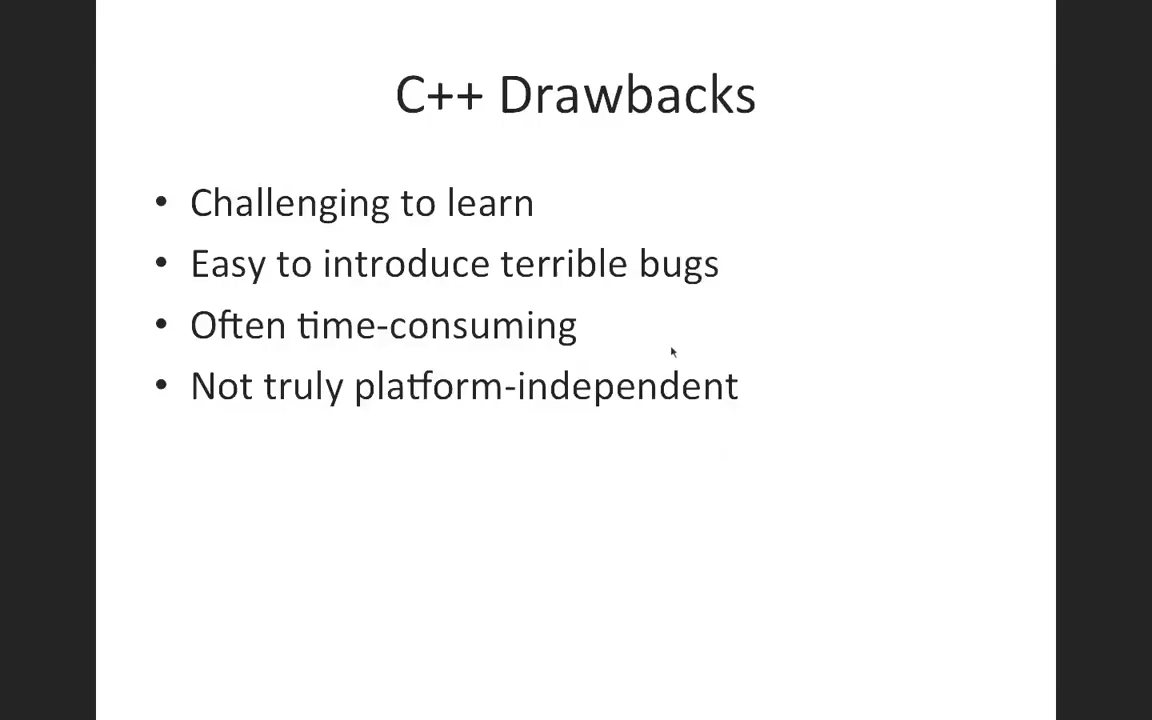 C++ Drawbacks
• Challenging to learn
• Easy to introduce terrible bugs
• Often time-consuming
• Not truly platform-independent